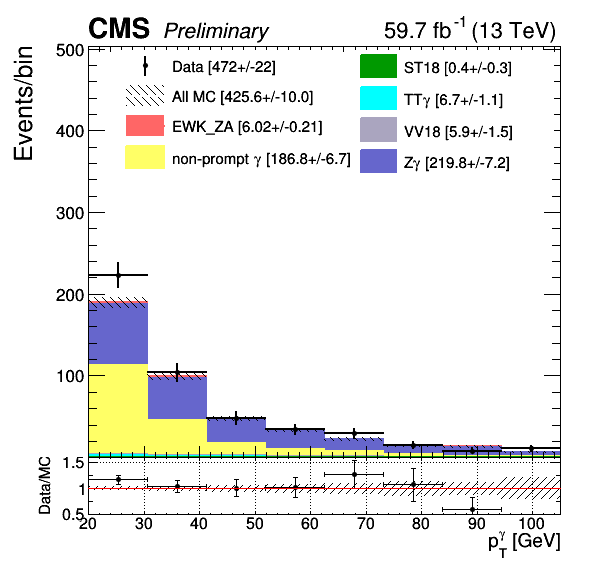 CMS Preliminary 59.7 fb⁻¹ (13 TeV)
Events/bin
500
400
300
200
100
Data [472+/-22]
All MC [425.6+/-10.0]
EWK_ZA [6.02+/-0.21]
non-prompt γ [186.8+/-6.7]
ST18 [0.4+/-0.3]
TTγ [6.7+/-1.1]
VV18 [5.9+/-1.5]
Zγ [219.8+/-7.2]
Data/MC
1.5
1
0.5
20 30 40 50 60 70 80 90 100
p_T^γ [GeV]